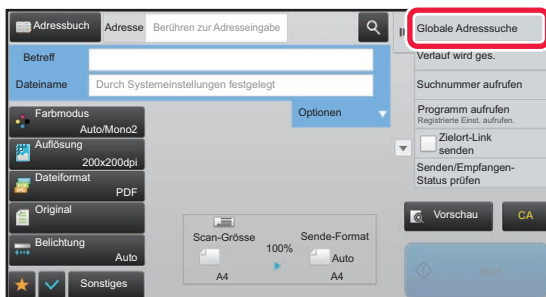 Adressbuch
Adresse
Berühren zur Adresseingabe
Betreff
Dateiname
Durch Systemeinstellungen festgelegt
Optionen
Farbmodus
Auto/Mono2
Auflösung
200x200dpi
Dateiformat
PDF
Original
Belichtung
Auto
Sonstiges
Scan-Grösse
100%
Sende-Format
A4
Auto
A4
Globale Adresssuche
Verlauf wird ges.
Suchnummer aufrufen
Programm aufrufen
Registrierte Einst. aufrufen.
Zielort-Link
senden
Senden/Empfangen-
Status prüfen
Vorschau
CA
Start